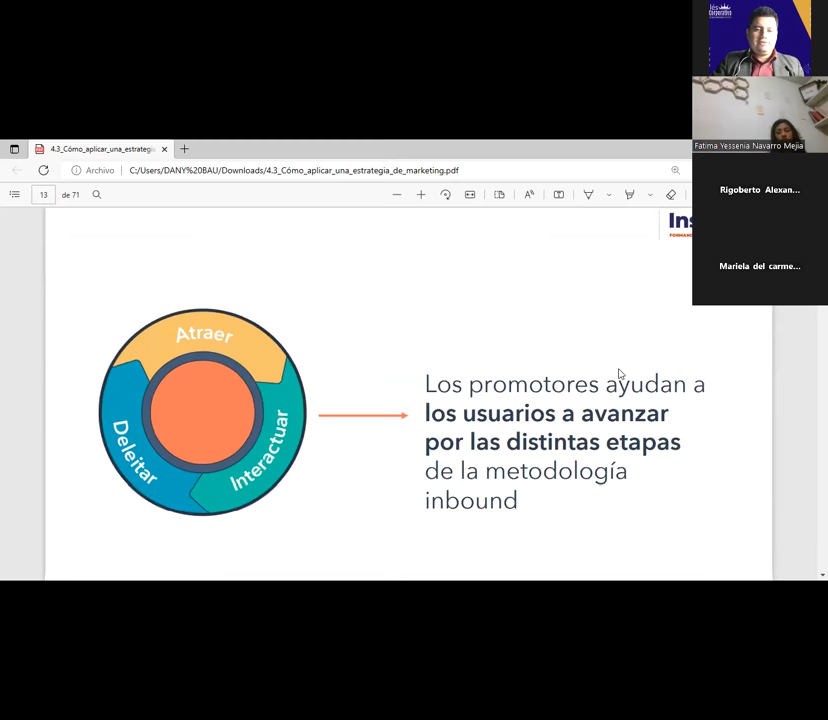 4.3_Cómo_aplicar_una_estrategia
Archivo
C:/Users/DANY%20BAU/Downloads/4.3_Cómo_aplicar_una_estrategia_de_marketing.pdf
13
de 71
Atraer
Interactuar
Deleitar
Los promotores ayudan a
los usuarios a avanzar
por las distintas etapas
de la metodología
inbound
Fatima Yessenia Navarro Mejia
Rigoberto Alexan...
Mariela del carme...